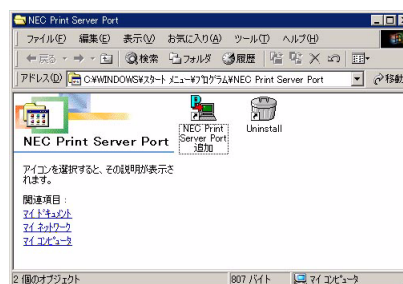 NEC Print Server Port
ファイル(F) 編集(E) 表示(V) お気に入り(A) ツール(T) ヘルプ(H)
戻る 検索 フォルダ 履歴
アドレス(D) C:¥WINDOWS¥スタート メニュー¥プログラム¥NEC Print Server Port 移動
NEC Print Server Port
アイコンを選択すると、その説明が表示さ
れます。
関連項目:
マイ ドキュメント
マイ ネットワーク
マイ コンピュータ
NEC Print
Server Port
追加
Uninstall
2 個のオブジェクト 807 バイト マイ コンピュータ